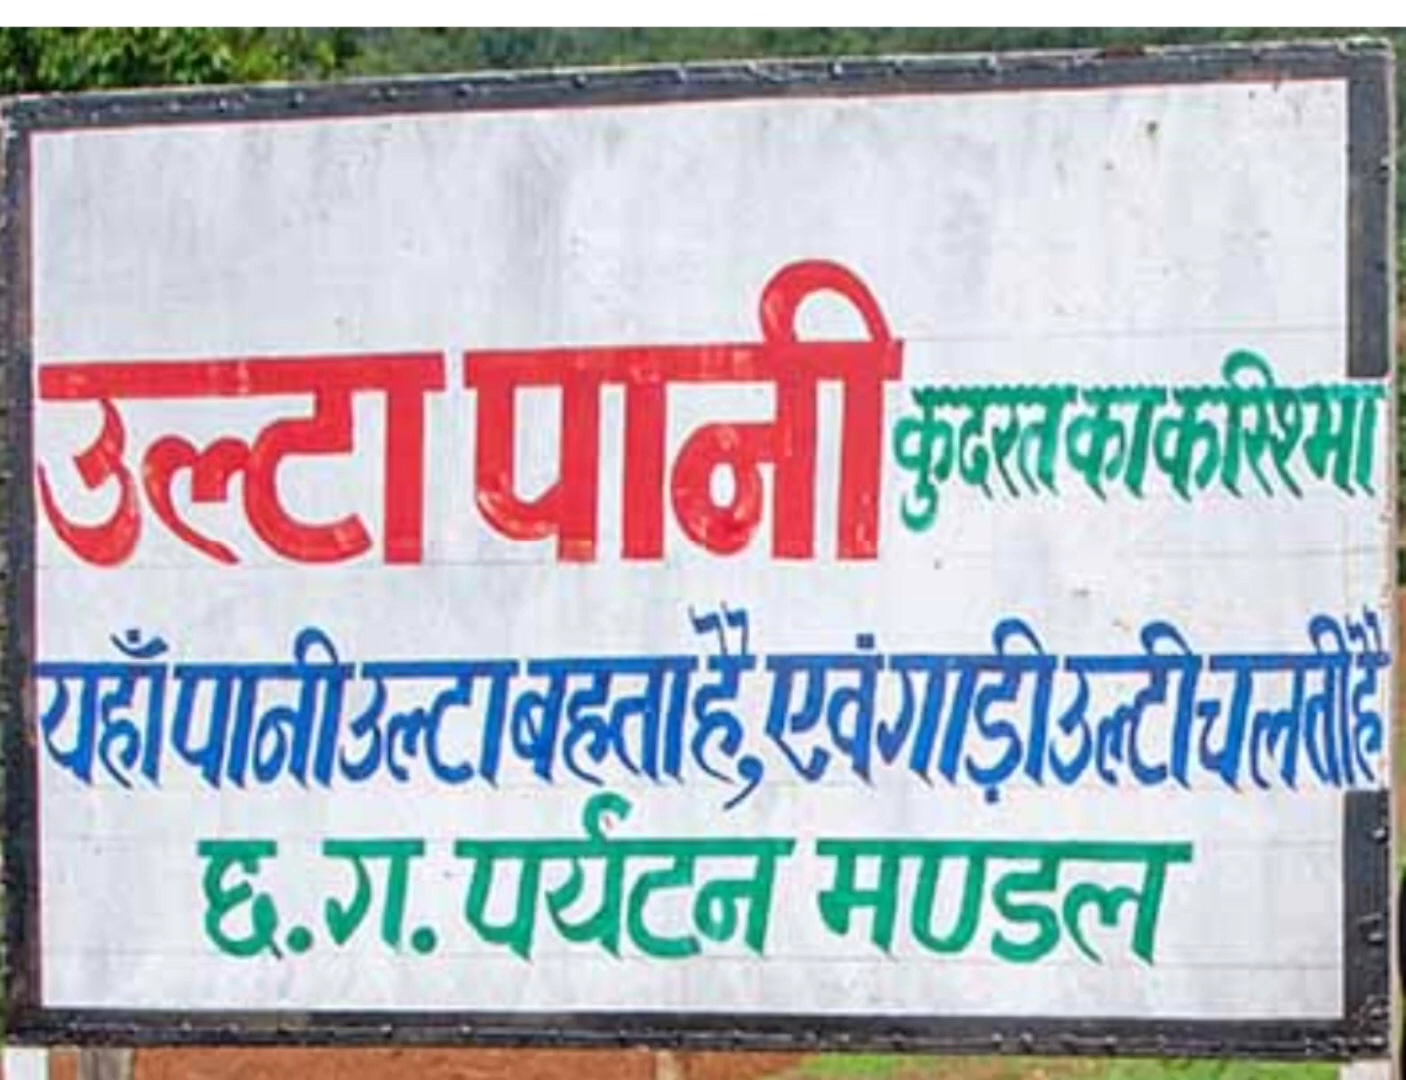 उल्टा पानी कुदरत का करिश्मा
यहाँ पानी उल्टा बहता है, एवं गाड़ी उल्टी चलती है
छ.ग. पर्यटन मण्डल